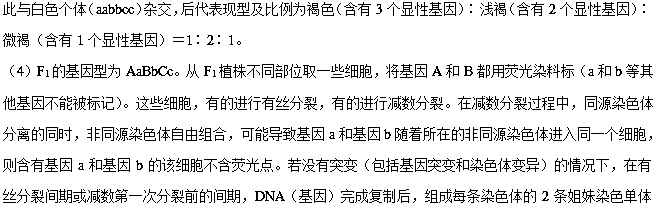 此与白色个体(aabbcc)杂交,后代表现型及比例为褐色(含有 3 个显性基因)∶浅褐(含有 2 个显性基因)∶
微褐(含有 1 个显性基因)=1∶2∶1。
(4)F₁的基因型为 AaBbCc。从 F₁植株不同部位取一些细胞,将基因 A 和 B 都用荧光染料标(a 和 b 等其
他基因不能被标记)。这些细胞,有的进行有丝分裂,有的进行减数分裂。在减数分裂过程中,同源染色体
分离的同时,非同源染色体自由组合,可能导致基因 a 和基因 b 随着所在的非同源染色体进入同一个细胞,
则含有基因 a 和基因 b 的该细胞不含荧光点。若没有突变(包括基因突变和染色体变异)的情况下,在有
丝分裂间期或减数第一次分裂前的间期,DNA(基因)完成复制后,组成每条染色体的 2 条姐妹染色单体